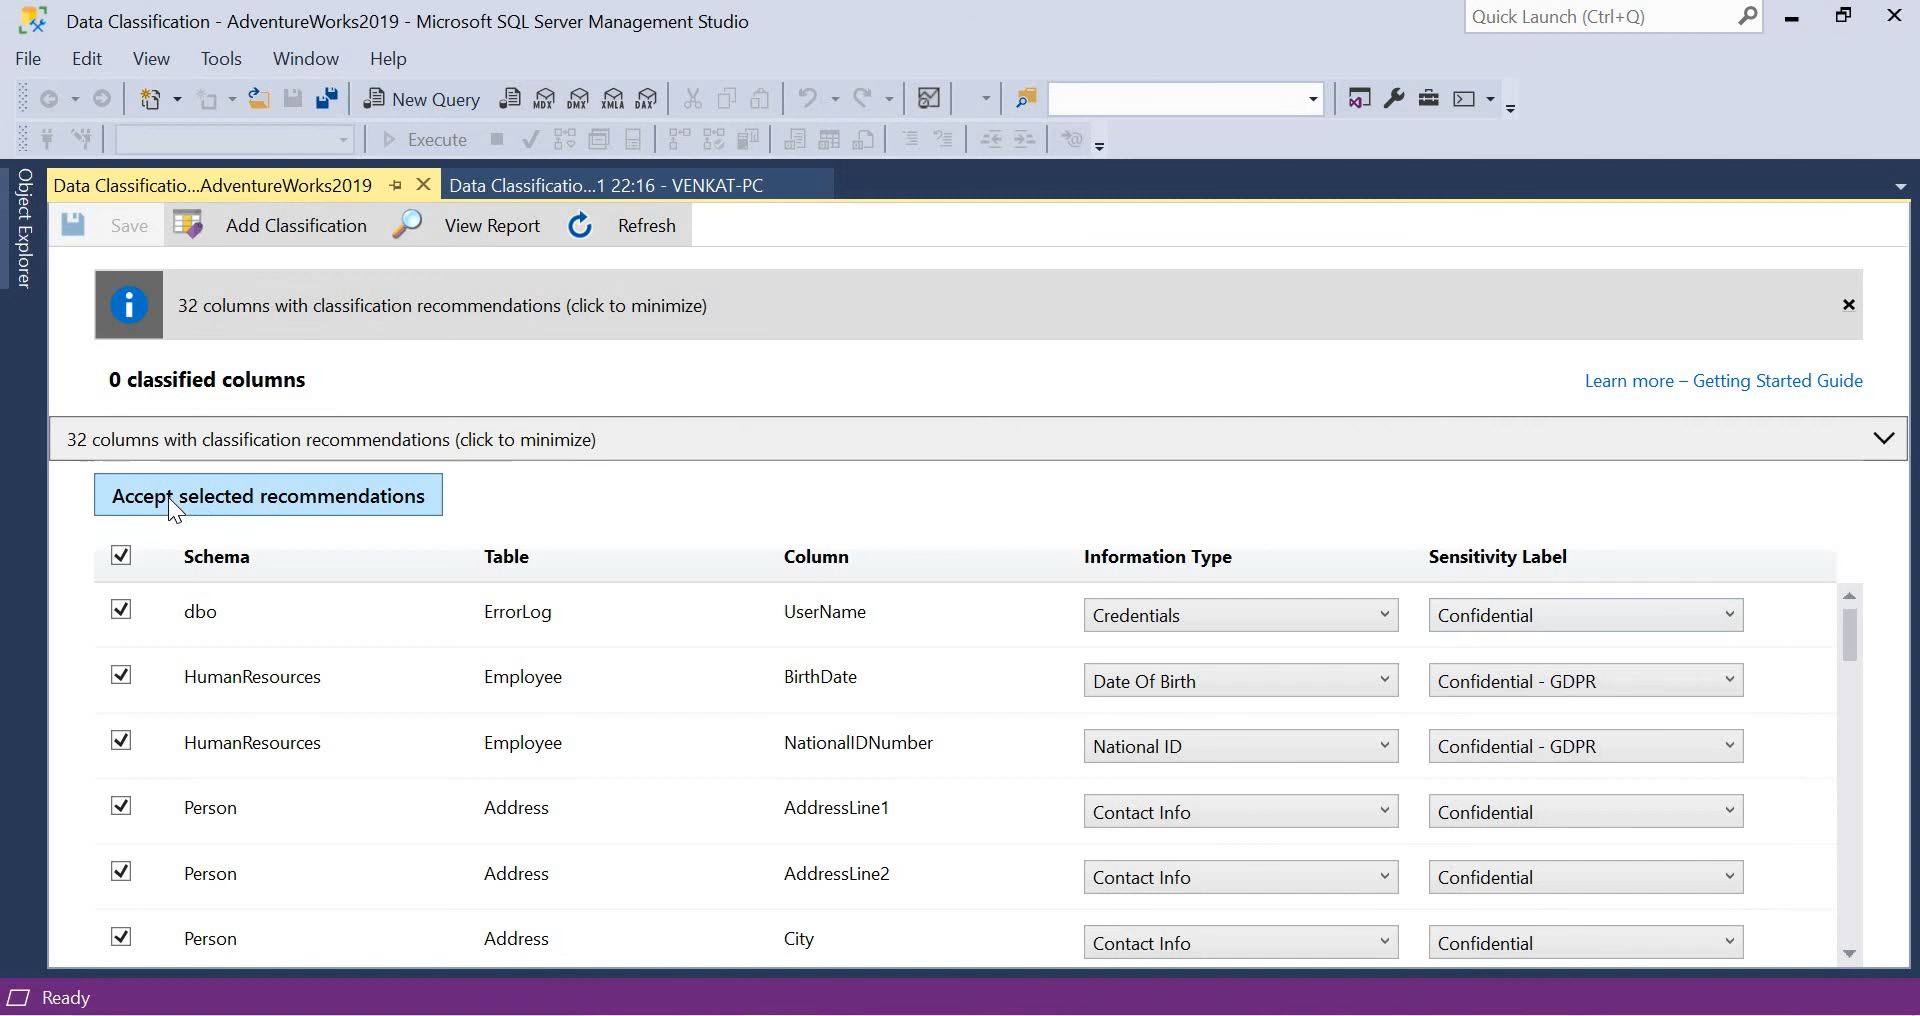 Data Classification - AdventureWorks2019 - Microsoft SQL Server Management Studio
Quick Launch (Ctrl+Q)
File Edit View Tools Window Help
New Query MDX DMX XMLA DAX
Execute
Object Explorer
Data Classificatio...AdventureWorks2019 Data Classificatio...1 22:16 - VENKAT-PC
Save Add Classification View Report Refresh
32 columns with classification recommendations (click to minimize)
0 classified columns Learn more – Getting Started Guide
32 columns with classification recommendations (click to minimize)
Accept selected recommendations
Schema Table Column Information Type Sensitivity Label
dbo ErrorLog UserName Credentials Confidential
HumanResources Employee BirthDate Date Of Birth Confidential - GDPR
HumanResources Employee NationalIDNumber National ID Confidential - GDPR
Person Address AddressLine1 Contact Info Confidential
Person Address AddressLine2 Contact Info Confidential
Person Address City Contact Info Confidential
Ready